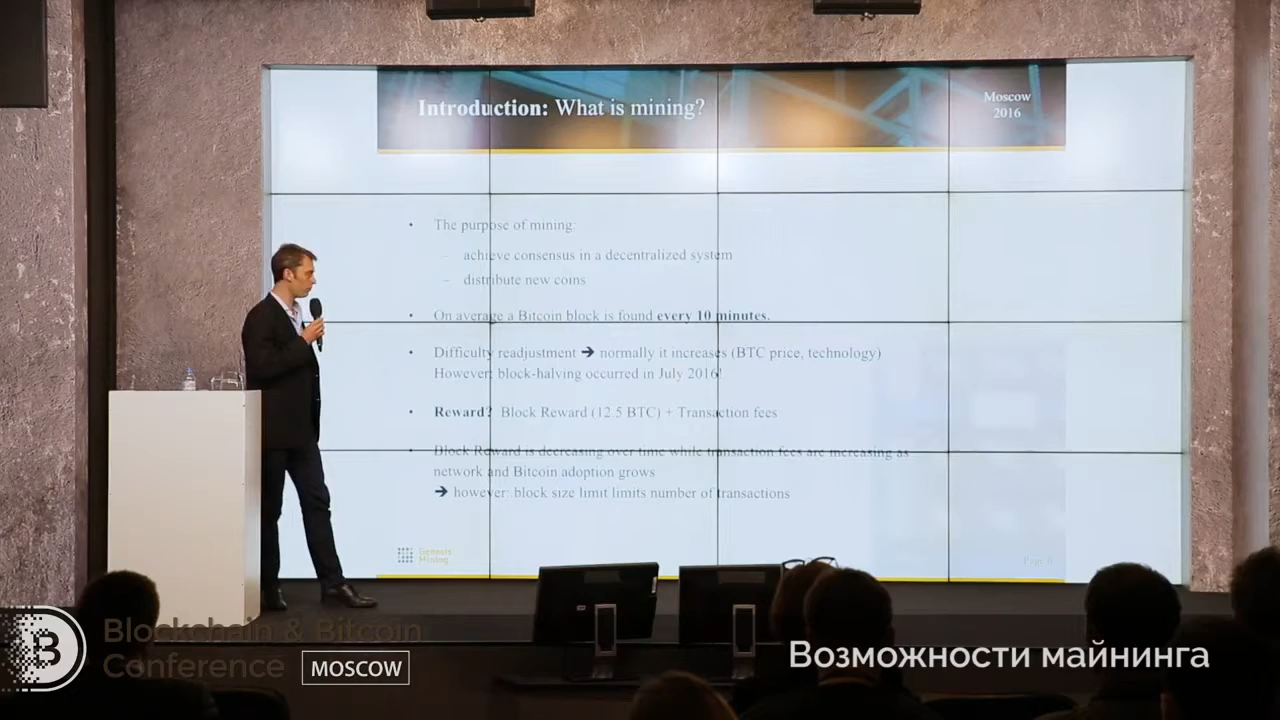 Introduction: What is mining?
Moscow
2016
• The purpose of mining:
– achieve consensus in a decentralized system
– distribute new coins
• On average a Bitcoin block is found every 10 minutes.
• Difficulty readjustment ➔ normally it increases (BTC price, technology)
However: block-halving occurred in July 2016!
• Reward? Block Reward (12.5 BTC) + Transaction fees
• Block Reward is decreasing over time while transaction fees are increasing as
network and Bitcoin adoption grows
➔ however: block size limit limits number of transactions
Genesis
Mining
Blockchain & Bitcoin
Conference MOSCOW
Возможности майнинга